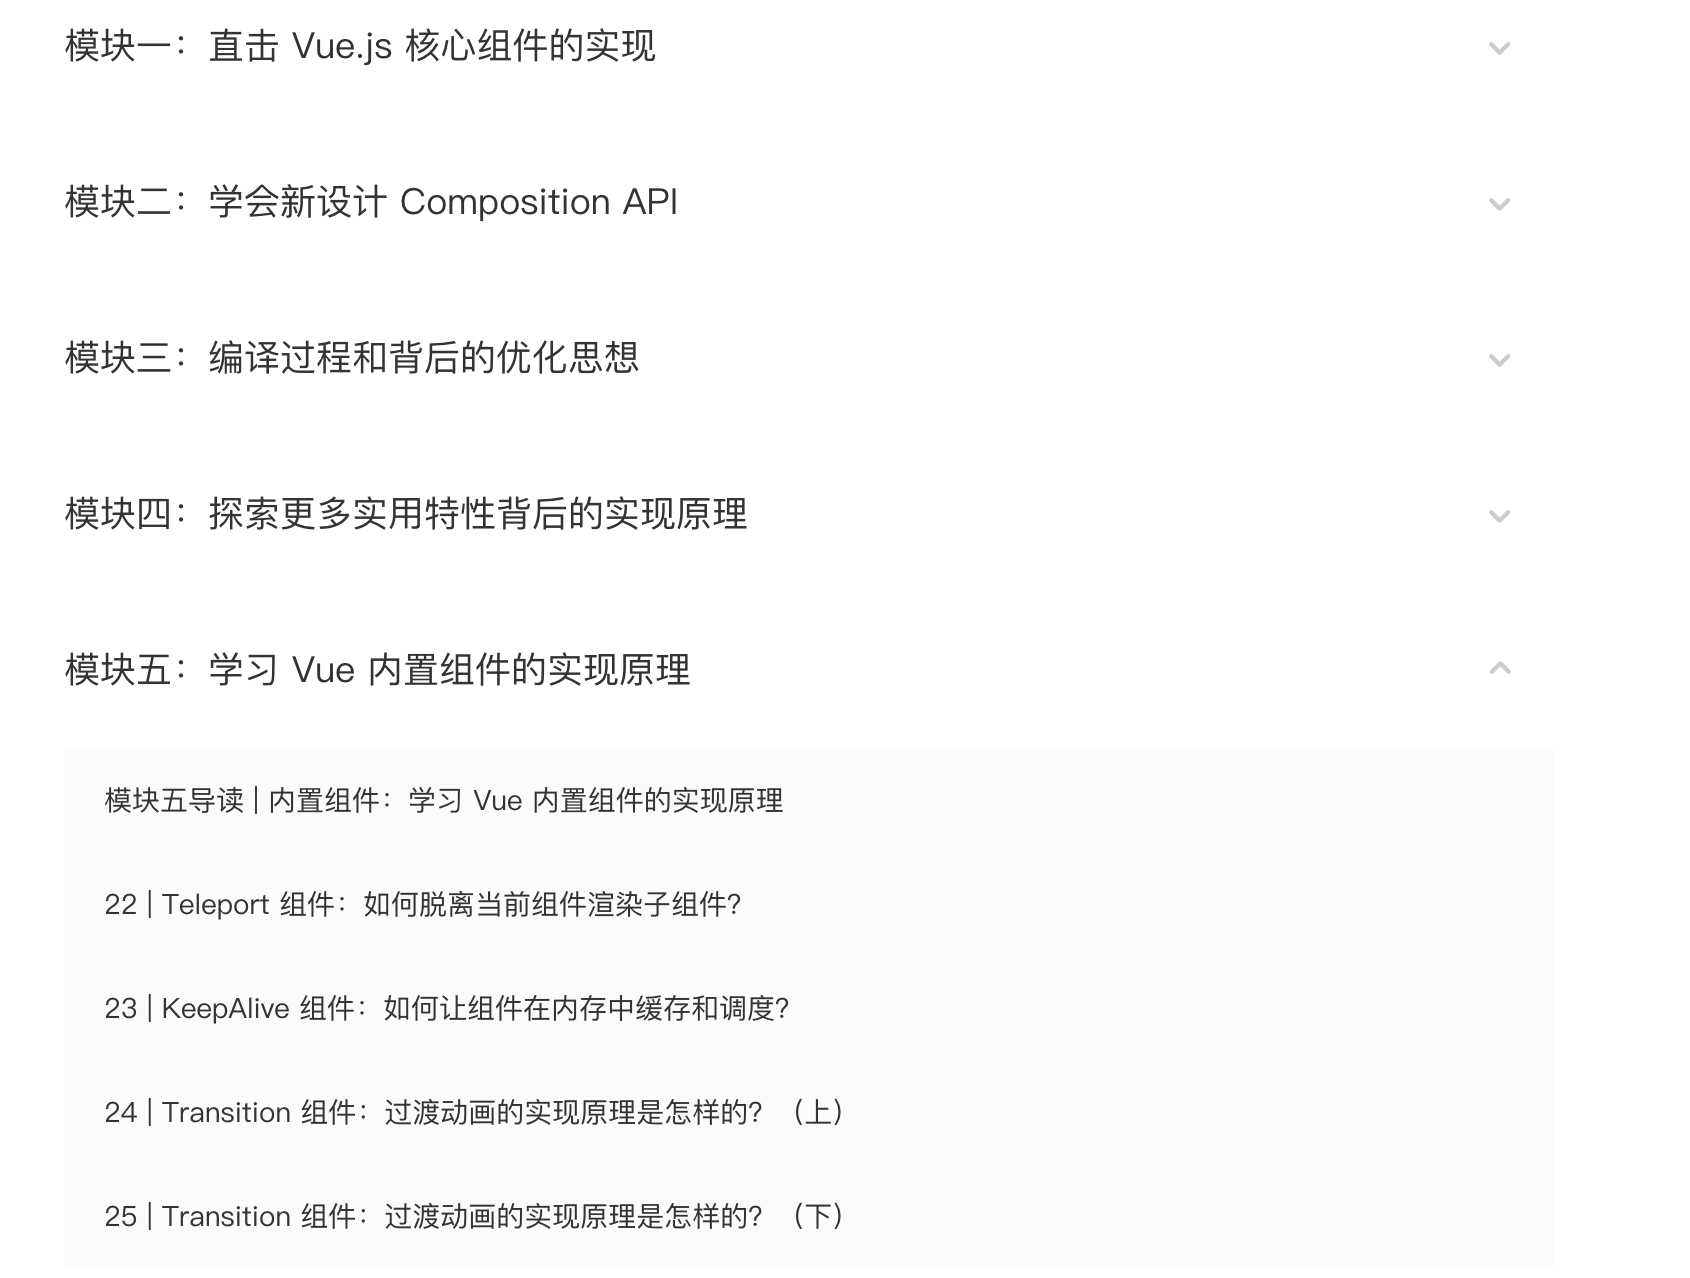 模块一：直击 Vue.js 核心组件的实现
模块二：学会新设计 Composition API
模块三：编译过程和背后的优化思想
模块四：探索更多实用特性背后的实现原理
模块五：学习 Vue 内置组件的实现原理
模块五导读 | 内置组件：学习 Vue 内置组件的实现原理
22 | Teleport 组件：如何脱离当前组件渲染子组件？
23 | KeepAlive 组件：如何让组件在内存中缓存和调度？
24 | Transition 组件：过渡动画的实现原理是怎样的？（上）
25 | Transition 组件：过渡动画的实现原理是怎样的？（下）